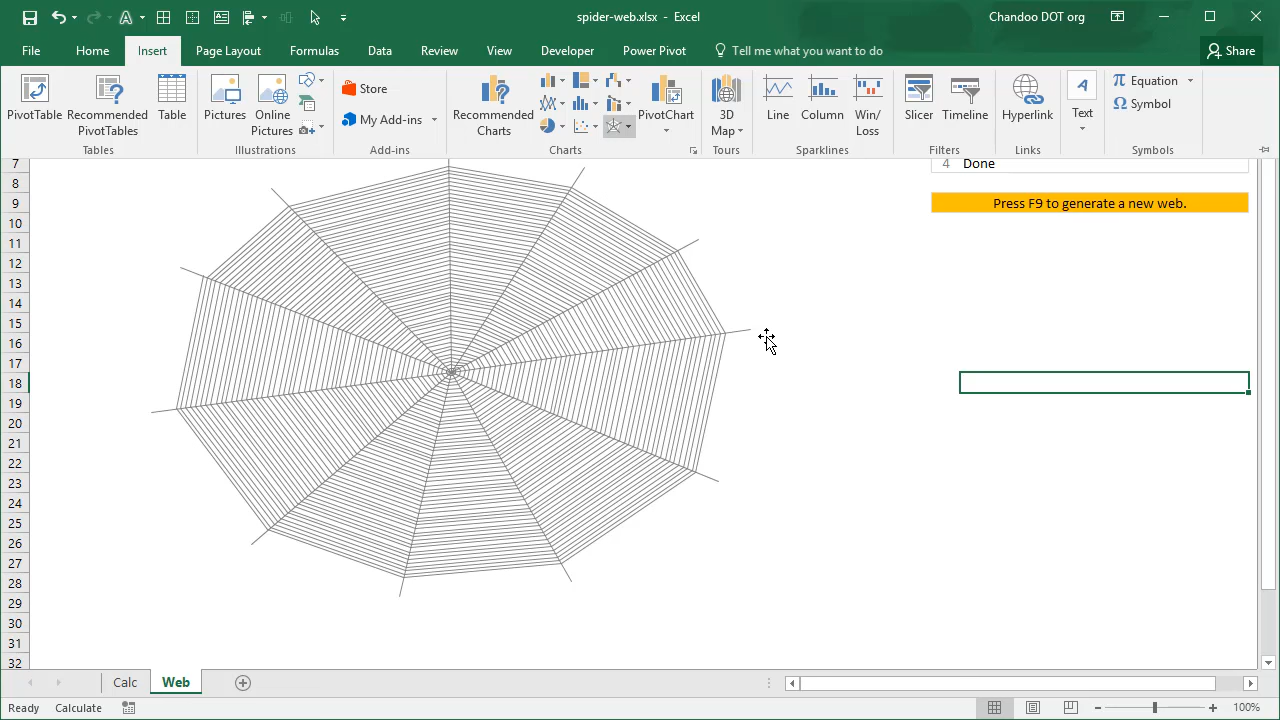 spider-web.xlsx - Excel
Chandoo DOT org
File Home Insert Page Layout Formulas Data Review View Developer Power Pivot Tell me what you want to do Share
PivotTable
Recommended
PivotTables
Table
Tables
Pictures
Online
Pictures
Illustrations
Store
My Add-ins
Add-ins
Recommended
Charts
PivotChart
Charts
3D
Map
Tours
Line
Column
Win/
Loss
Sparklines
Slicer
Timeline
Filters
Hyperlink
Links
Text
Equation
Symbol
Symbols
7
4 Done
8
9
Press F9 to generate a new web.
10
11
12
13
14
15
16
17
18
19
20
21
22
23
24
25
26
27
28
29
30
31
32
Calc Web
Ready Calculate
100%